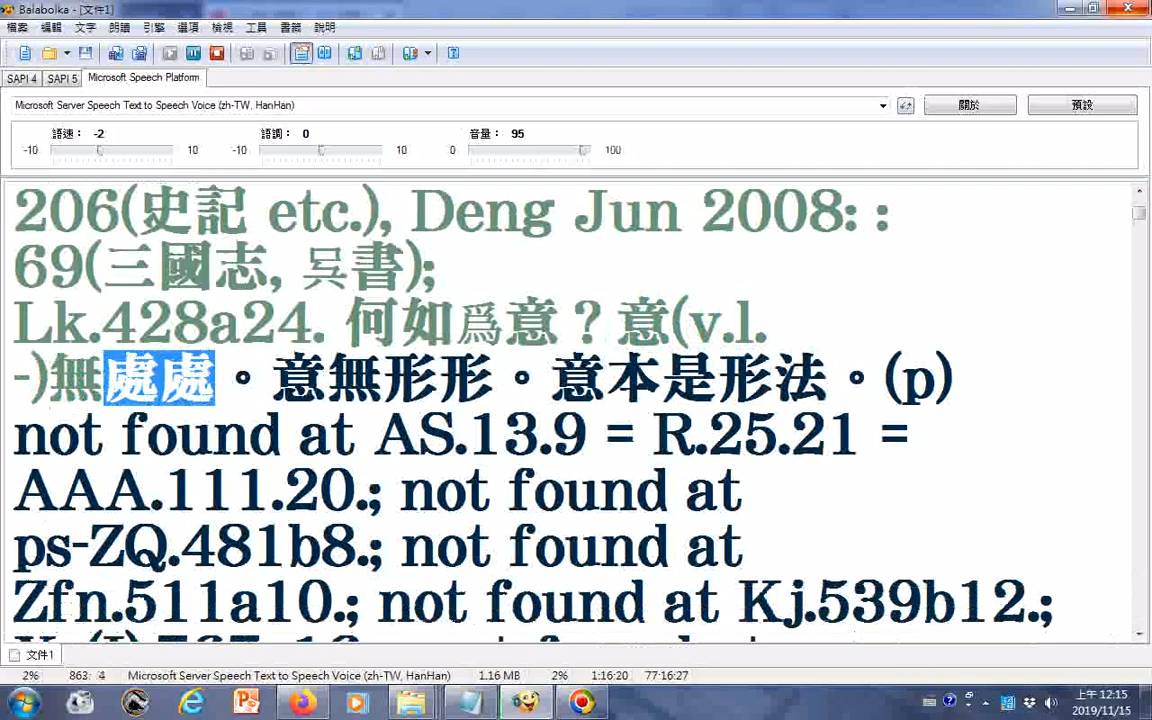 Balabolka - [文件1]
檔案 編輯 文字 朗讀 引擎 選項 檢視 工具 書籤 說明
SAPI 4 SAPI 5 Microsoft Speech Platform
Microsoft Server Speech Text to Speech Voice (zh-TW, HanHan) 關於 預設
語速： -2 語調： 0 音量： 95
-10 10 -10 10 0 100
206(史記 etc.), Deng Jun 2008: :
69(三國志, 吳書);
Lk.428a24. 何如爲意？意(v.l.
-)無處處。意無形形。意本是形法。(p)
not found at AS.13.9 = R.25.21 =
AAA.111.20.; not found at
ps-ZQ.481b8.; not found at
Zfn.511a10.; not found at Kj.539b12.;
文件1
2% 863: 4 Microsoft Server Speech Text to Speech Voice (zh-TW, HanHan) 1.16 MB 2% 1:16:20 77:16:27
上午 12:15
2019/11/15